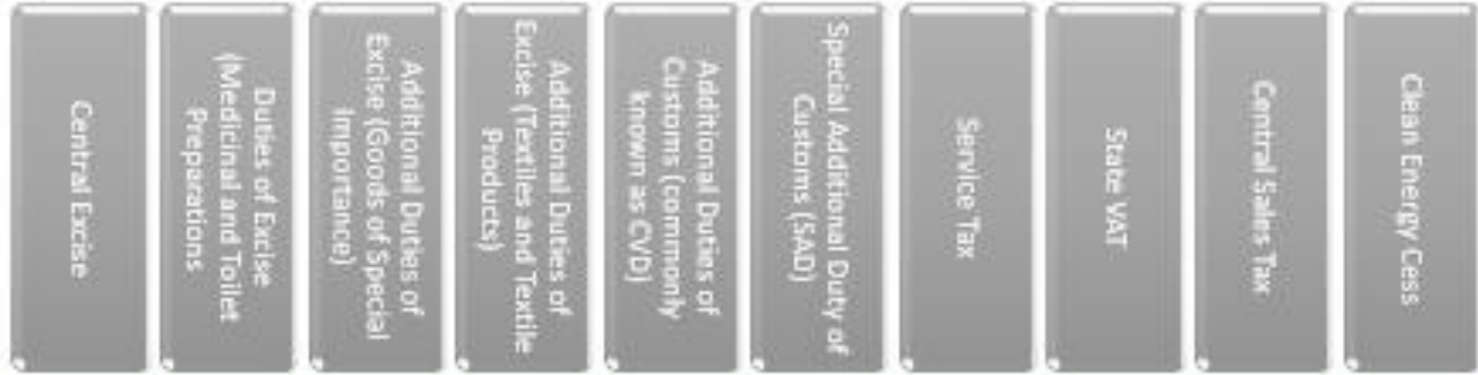 Central Excise
Duties of Excise
(Medicinal and Toilet
Preparations
Additional Duties of
Excise (Goods of Special
Importance)
Additional Duties of
Excise (Textiles and Textile
Products)
Additional Duties of
Customs (commonly
known as CVD)
Special Additional Duty of
Customs (SAD)
Service Tax
State VAT
Central Sales Tax
Clean Energy Cess